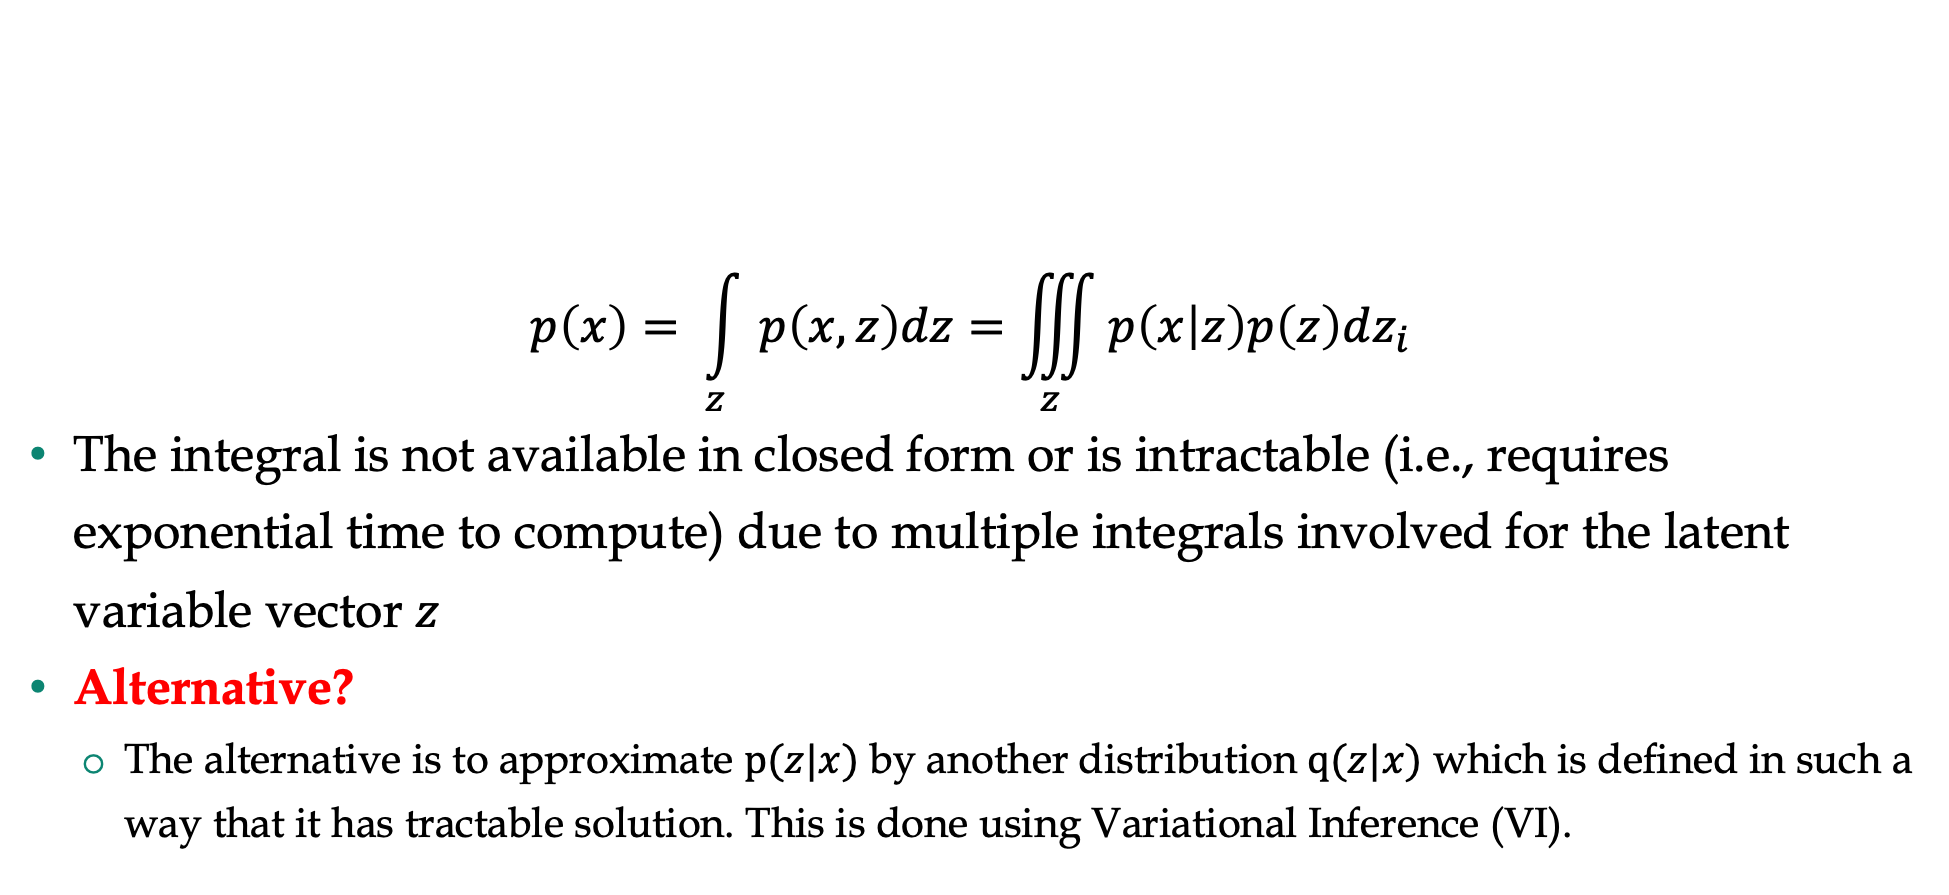 p(x) = ∫_z p(x, z)dz = ∭_z p(x|z)p(z)dz_i
• The integral is not available in closed form or is intractable (i.e., requires
exponential time to compute) due to multiple integrals involved for the latent
variable vector z
• Alternative?
○ The alternative is to approximate p(z|x) by another distribution q(z|x) which is defined in such a
way that it has tractable solution. This is done using Variational Inference (VI).